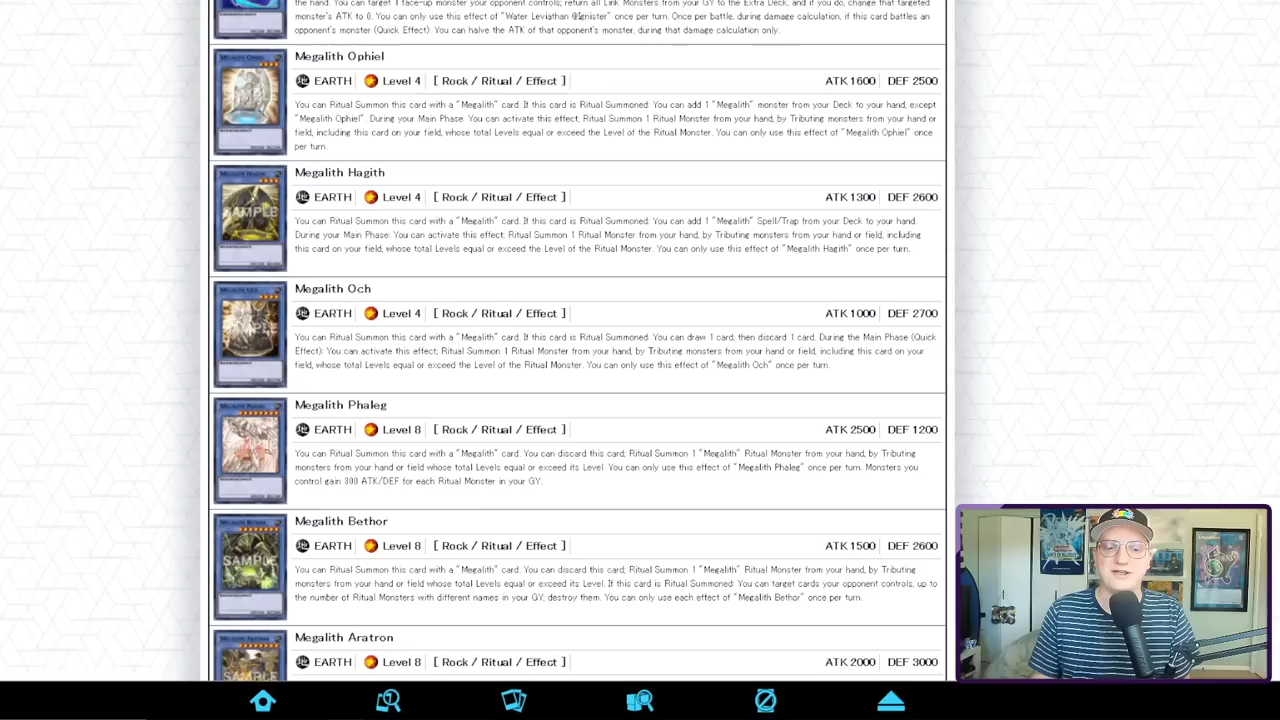 the hand. You can target 1 face-up monster your opponent controls; return all Link Monsters from your GY to the Extra Deck, and if you do, change that target
monster's ATK to 0. You can only use this effect of "Water Leviathan @Ignister" once per turn. Once per battle, during damage calculation, if your card battles
opponent's monster (Quick Effect): You can halve your opponent's monster's ATK, during that damage calculation only.
Megalith Ophiel
EARTH Level 4 [ Rock / Ritual / Effect ] ATK 1600 DEF 2500
You can Ritual Summon this card with a "Megalith" card. If this card is Ritual Summoned: You can add 1 "Megalith" monster from your Deck to your hand, except
"Megalith Ophiel". During your Main Phase: You can activate this effect; Ritual Summon 1 Ritual Monster from your hand, by Tributing monsters from your hand or
field, including this card on your field, whose total Levels equal or exceed the Level of the Ritual Monster. You can only use this effect of "Megalith Ophiel" once
per turn.
Megalith Hagith
EARTH Level 4 [ Rock / Ritual / Effect ] ATK 1300 DEF 2600
You can Ritual Summon this card with a "Megalith" card. If this card is Ritual Summoned: You can add 1 "Megalith" Spell/Trap from your Deck to your hand.
During your Main Phase: You can activate this effect; Ritual Summon 1 Ritual Monster from your hand, by Tributing monsters from your hand or field, including
this card on your field, whose total Levels equal or exceed the Level of the Ritual Monster. You can only use this effect of "Megalith Hagith" once per turn.
SAMPLE
Megalith Och
EARTH Level 4 [ Rock / Ritual / Effect ] ATK 1000 DEF 2700
You can Ritual Summon this card with a "Megalith" card. If this card is Ritual Summoned: You can draw 1 card, then discard 1 card. During the Main Phase (Quick
Effect): You can activate this effect; Ritual Summon 1 Ritual Monster from your hand, by Tributing monsters from your hand or field, including this card on your
field, whose total Levels equal or exceed the Level of the Ritual Monster. You can only use this effect of "Megalith Och" once per turn.
Megalith Phaleg
EARTH Level 8 [ Rock / Ritual / Effect ] ATK 2500 DEF 1200
You can Ritual Summon this card with a "Megalith" card. You can discard this card; Ritual Summon 1 "Megalith" Ritual Monster from your hand, by Tributing
monsters from your hand or field whose total Levels equal or exceed its Level. You can only use this effect of "Megalith Phaleg" once per turn. Monsters you
control gain 300 ATK/DEF for each Ritual Monster in your GY.
Megalith Bethor
EARTH Level 8 [ Rock / Ritual / Effect ] ATK 1500 DEF 2600
You can Ritual Summon this card with a "Megalith" card. You can discard this card; Ritual Summon 1 "Megalith" Ritual Monster from your hand, by Tributing
monsters from your hand or field whose total Levels equal or exceed its Level. If this card is Ritual Summoned: You can target cards your opponent controls, up
to the number of Ritual Monsters with different names in your GY; destroy them. You can only use each effect of "Megalith Bethor" once per turn.
SAMPLE
Megalith Aratron
EARTH Level 8 [ Rock / Ritual / Effect ] DEF 3000